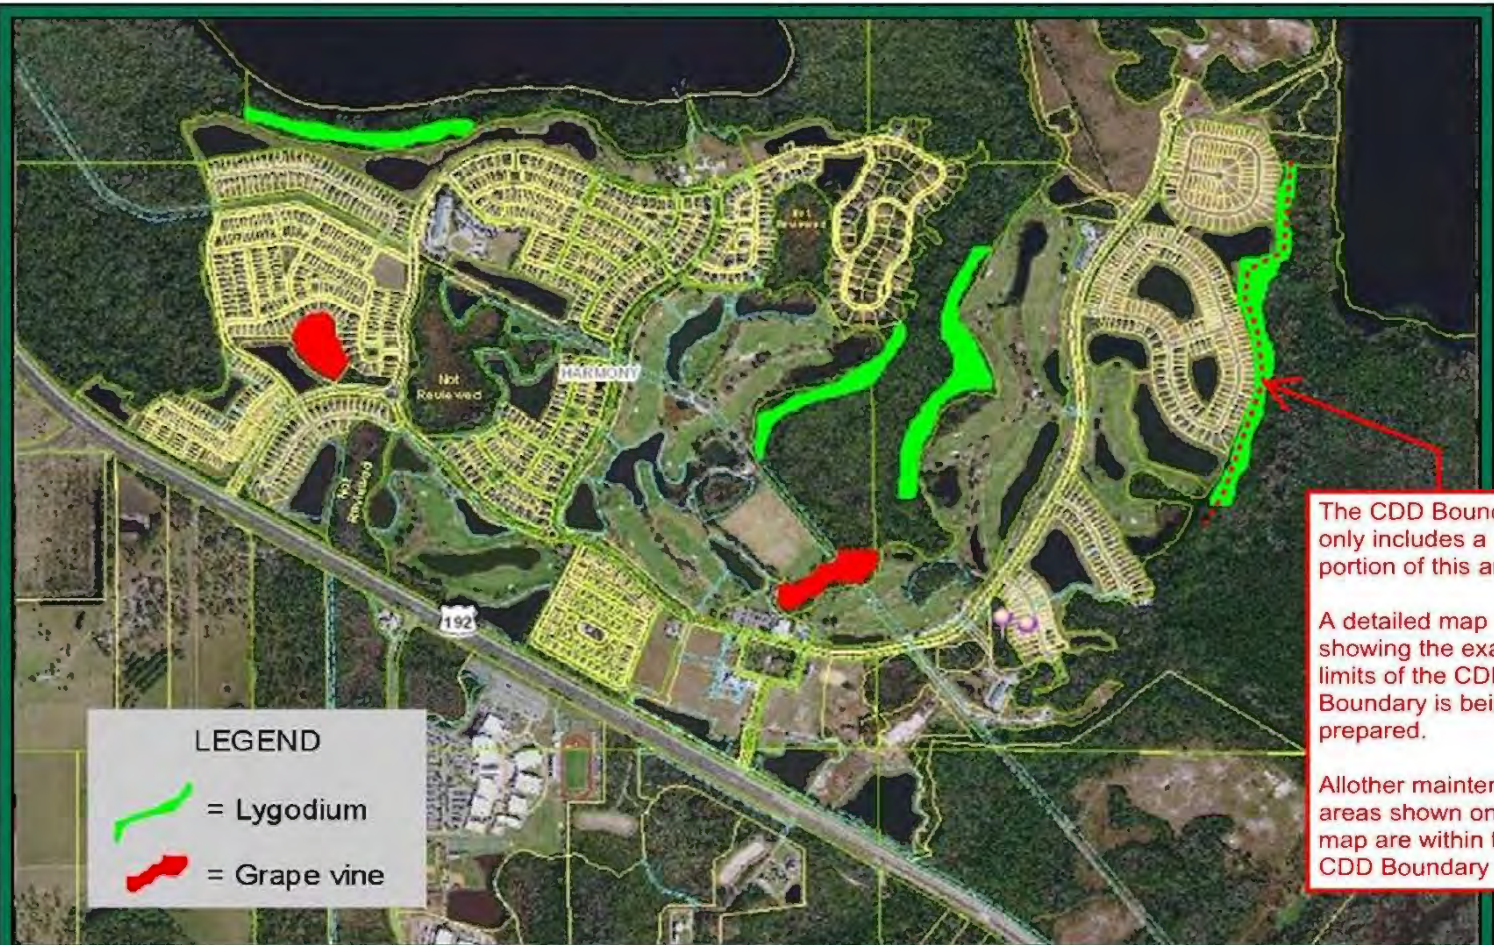 Not
Reviewed
HARMONY
Not
Reviewed
Not
Reviewed
192
LEGEND
= Lygodium
= Grape vine
The CDD Boun
only includes a
portion of this a
A detailed map
showing the exa
limits of the CD
Boundary is bei
prepared.
Allother mainte
areas shown on
map are within t
CDD Boundary